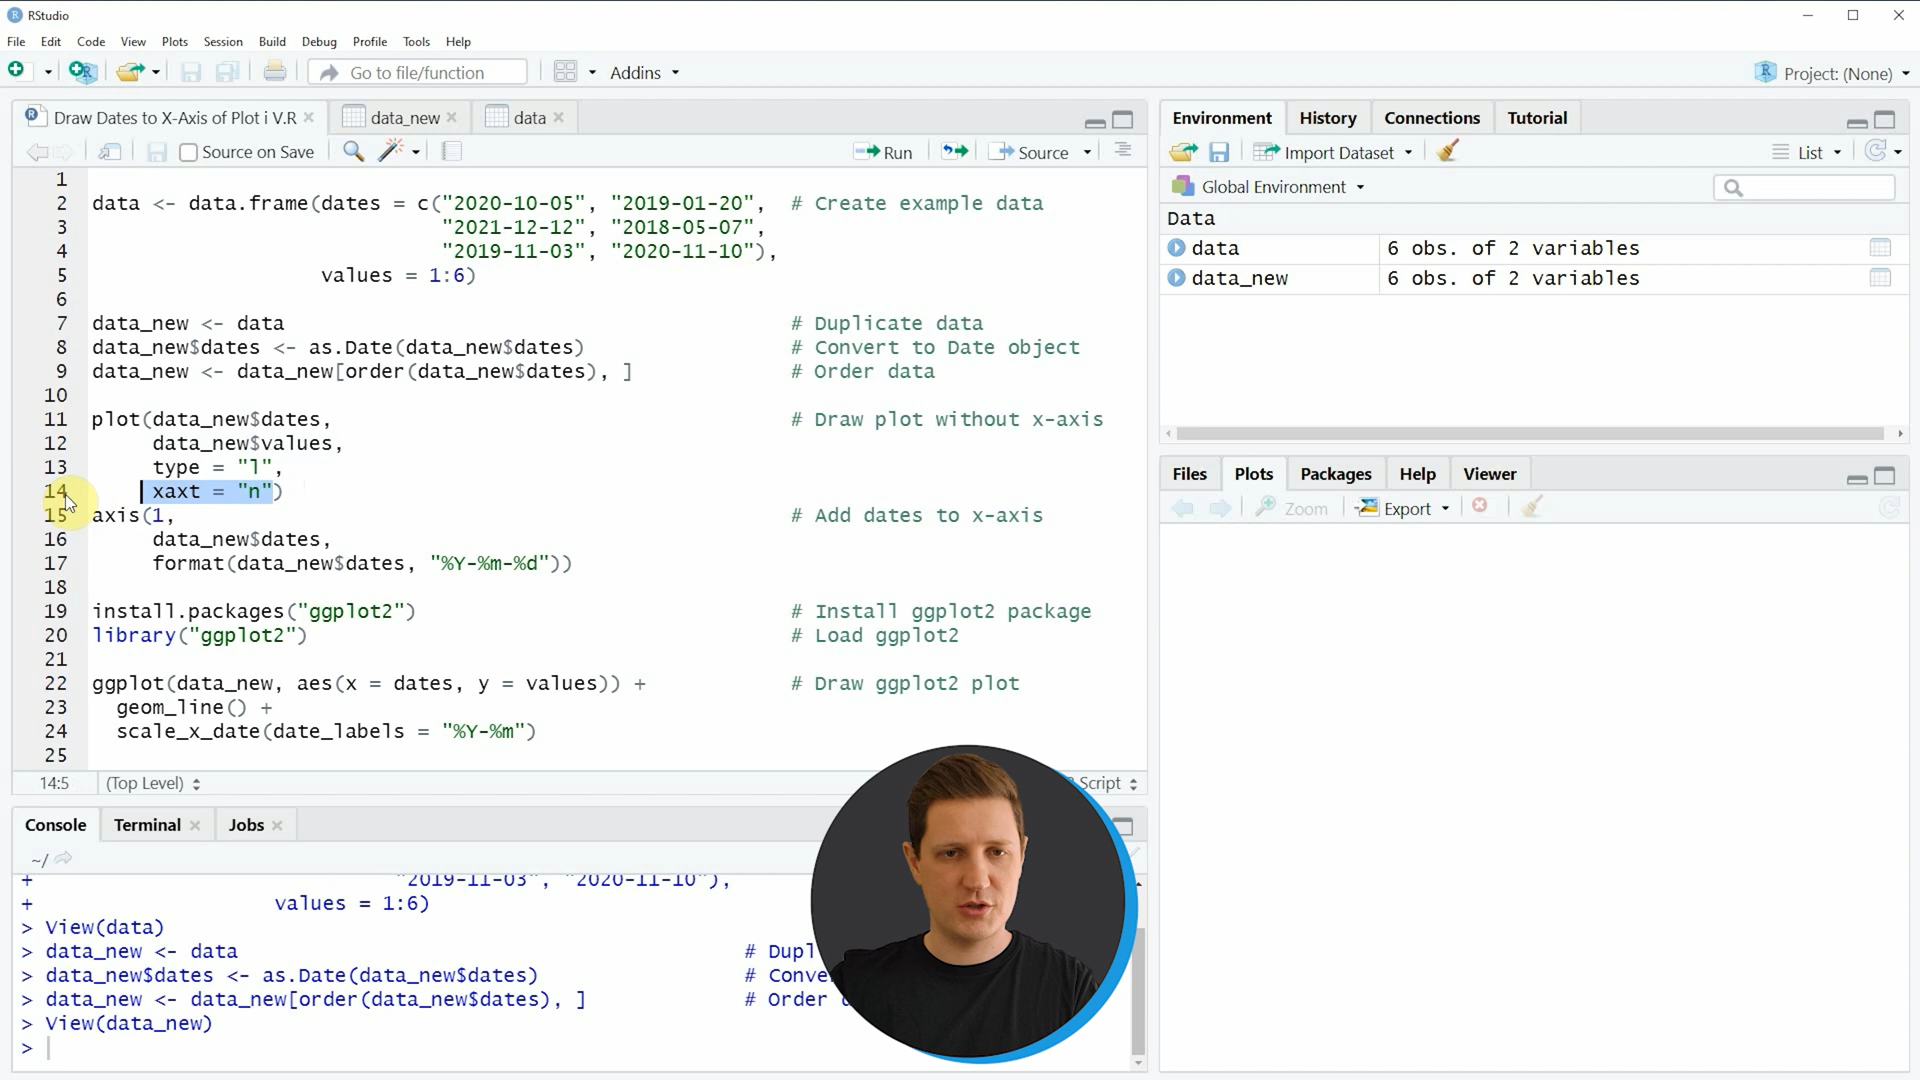 RStudio
File Edit Code View Plots Session Build Debug Profile Tools Help
Go to file/function Addins Project: (None)
Draw Dates to X-Axis of Plot i V.R data_new data
Source on Save Run Source
1
2 data <- data.frame(dates = c("2020-10-05", "2019-01-20", # Create example data
3 "2021-12-12", "2018-05-07",
4 "2019-11-03", "2020-11-10"),
5 values = 1:6)
6
7 data_new <- data # Duplicate data
8 data_new$dates <- as.Date(data_new$dates) # Convert to Date object
9 data_new <- data_new[order(data_new$dates), ] # Order data
10
11 plot(data_new$dates, # Draw plot without x-axis
12 data_new$values,
13 type = "l",
14 xaxt = "n")
15 axis(1, # Add dates to x-axis
16 data_new$dates,
17 format(data_new$dates, "%Y-%m-%d"))
18
19 install.packages("ggplot2") # Install ggplot2 package
20 library("ggplot2") # Load ggplot2
21
22 ggplot(data_new, aes(x = dates, y = values)) + # Draw ggplot2 plot
23 geom_line() +
24 scale_x_date(date_labels = "%Y-%m")
25
14:5 (Top Level) Script
Console Terminal Jobs
~/
+ "2019-11-03", "2020-11-10"),
+ values = 1:6)
> View(data)
> data_new <- data # Dupl
> data_new$dates <- as.Date(data_new$dates) # Conve
> data_new <- data_new[order(data_new$dates), ] # Order
> View(data_new)
>
Environment History Connections Tutorial
Import Dataset List
Global Environment
Data
data 6 obs. of 2 variables
data_new 6 obs. of 2 variables
Files Plots Packages Help Viewer
Zoom Export